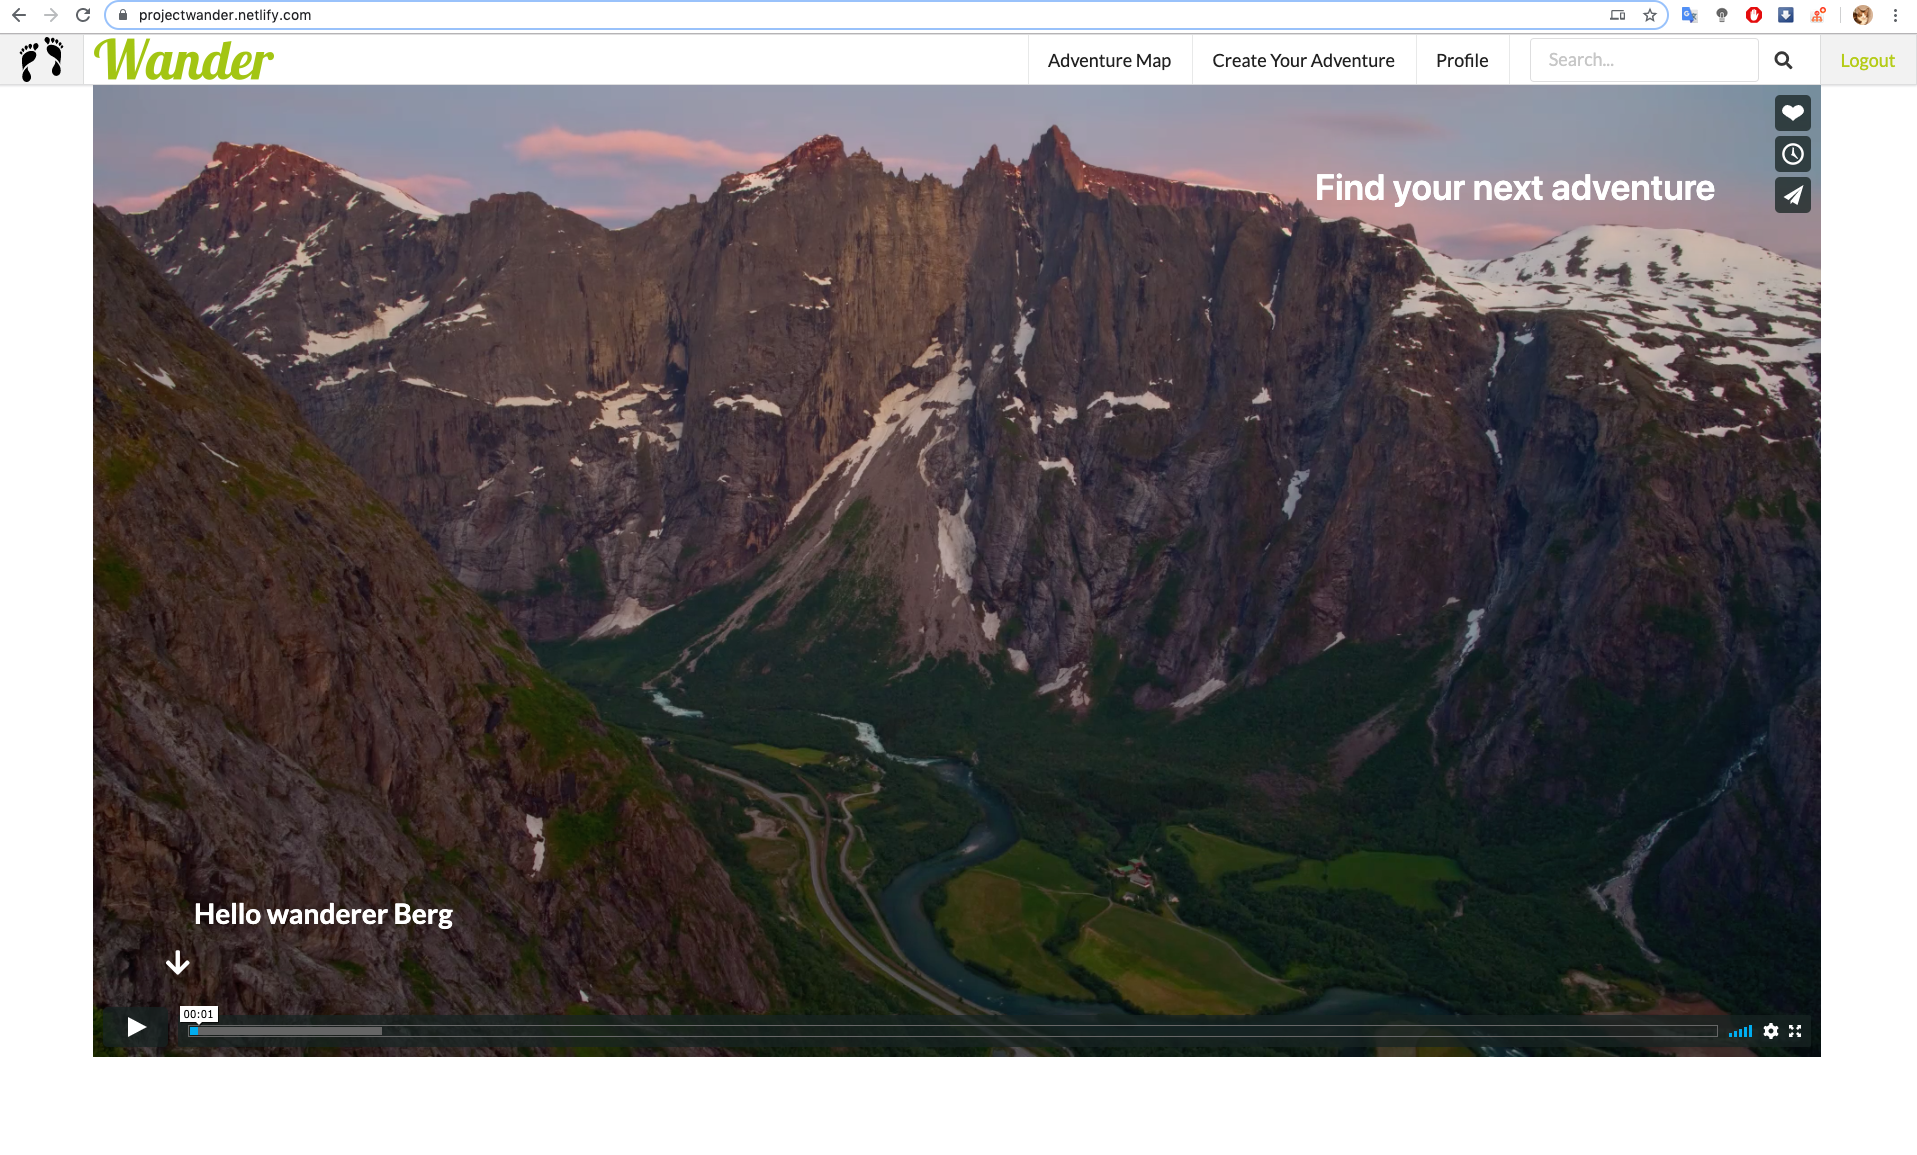 projectwander.netlify.com
Wander
Adventure Map
Create Your Adventure
Profile
Search...
Logout
Find your next adventure
Hello wanderer Berg
00:01